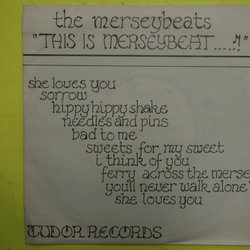 the merseybeats
"THIS IS MERSEYBEAT....."
she loves you
sorrow
hippy hippy shake
needles and pins
bad to me
sweets for my sweet
i think of you
ferry across the merse
you'll never walk alone
she loves you
TUDOR RECORDS